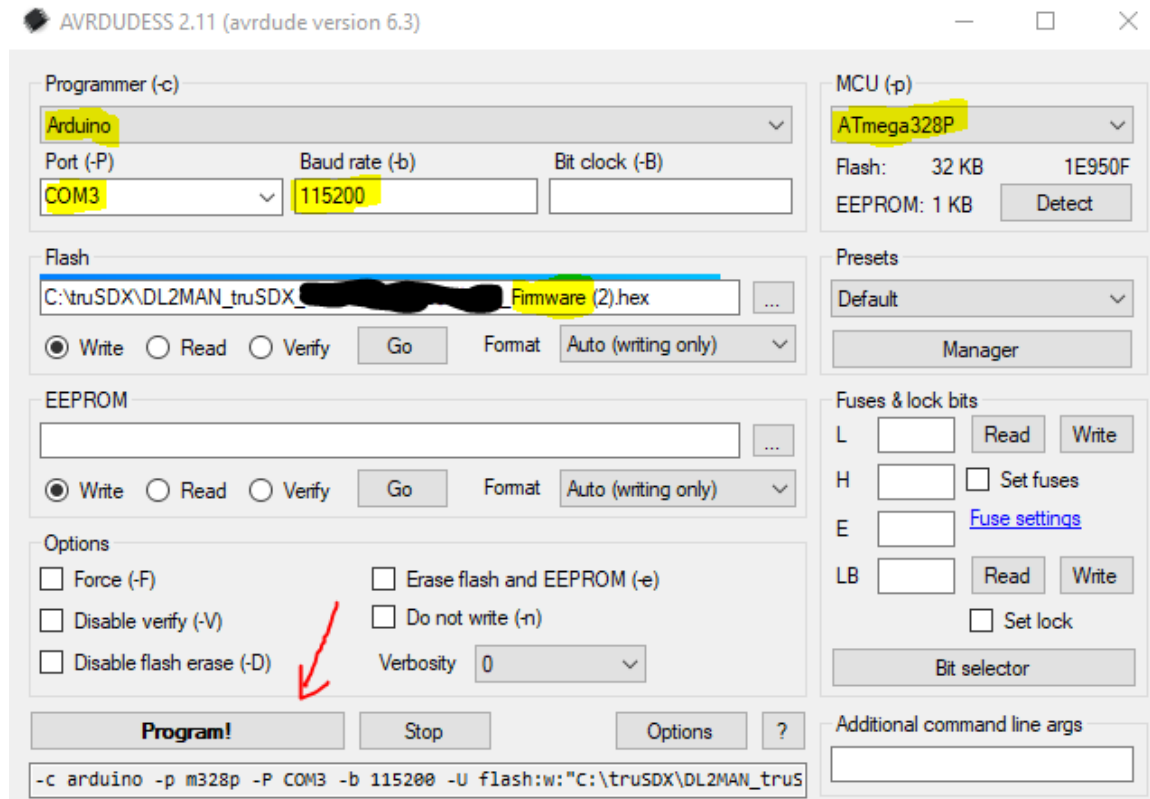 AVRDUDESS 2.11 (avrdude version 6.3)
Programmer (-c)
Arduino
Port (-P) Baud rate (-b) Bit clock (-B)
COM3 115200
MCU (-p)
ATmega328P
Flash: 32 KB 1E950F
EEPROM: 1 KB Detect
Flash
C:\truSDX\DL2MAN_truSDX_ _Firmware (2).hex ...
Write Read Verify Go Format Auto (writing only)
Presets
Default
Manager
EEPROM
...
Write Read Verify Go Format Auto (writing only)
Fuses & lock bits
L Read Write
H Set fuses
E Fuse settings
LB Read Write
Set lock
Bit selector
Options
Force (-F) Erase flash and EEPROM (-e)
Disable verify (-V) Do not write (-n)
Disable flash erase (-D) Verbosity 0
Program! Stop Options ?
-c arduino -p m328p -P COM3 -b 115200 -U flash:w:"C:\truSDX\DL2MAN_truS
Additional command line args